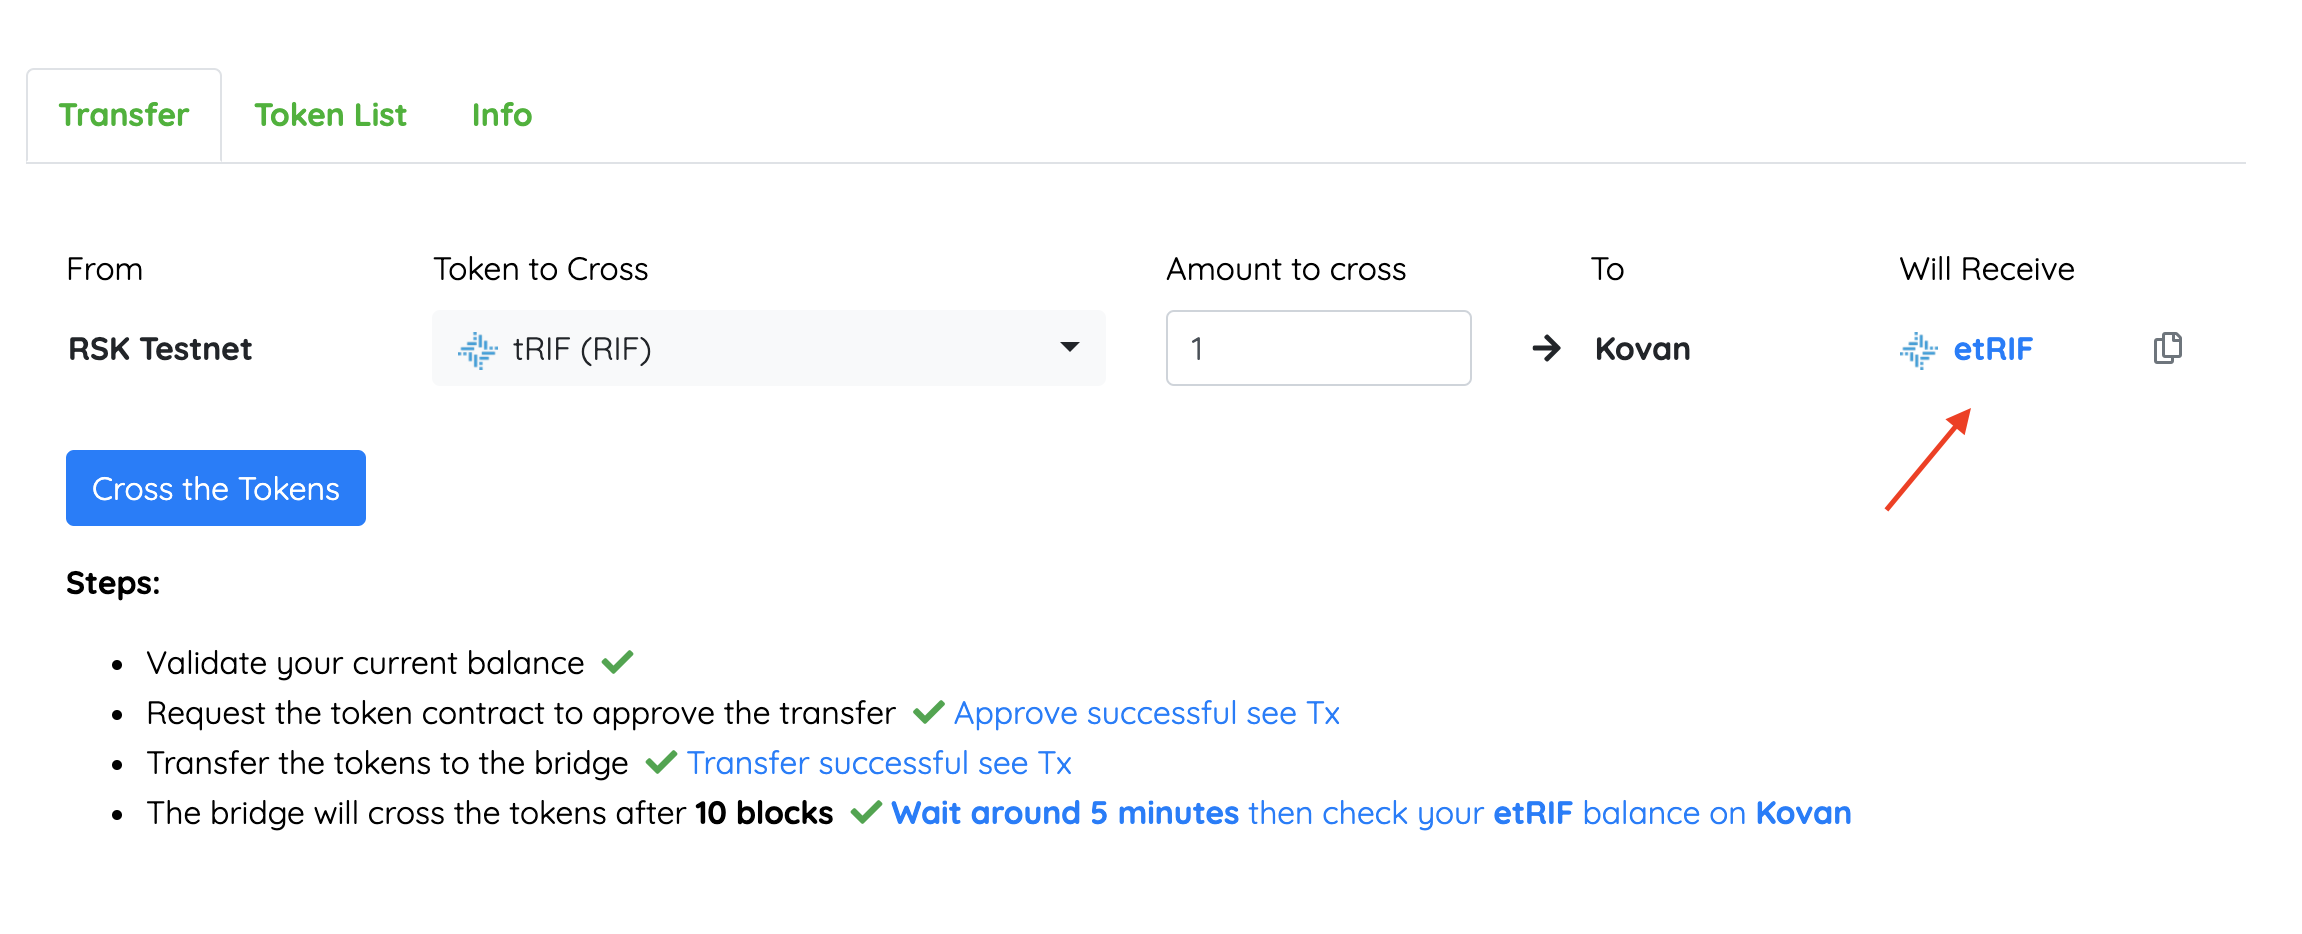 Transfer Token List Info
From Token to Cross Amount to cross To Will Receive
RSK Testnet tRIF (RIF) 1 Kovan etRIF
Cross the Tokens
Steps:
Validate your current balance
Request the token contract to approve the transfer Approve successful see Tx
Transfer the tokens to the bridge Transfer successful see Tx
The bridge will cross the tokens after 10 blocks Wait around 5 minutes then check your etRIF balance on Kovan